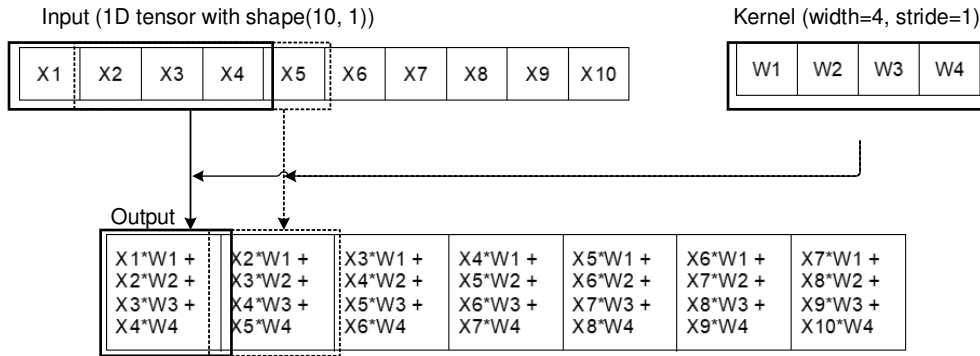 Input (1D tensor with shape(10, 1))
Kernel (width=4, stride=1)
X1 X2 X3 X4 X5 X6 X7 X8 X9 X10
W1 W2 W3 W4
Output
X1*W1 +
X2*W2 +
X3*W3 +
X4*W4
X2*W1 +
X3*W2 +
X4*W3 +
X5*W4
X3*W1 +
X4*W2 +
X5*W3 +
X6*W4
X4*W1 +
X5*W2 +
X6*W3 +
X7*W4
X5*W1 +
X6*W2 +
X7*W3 +
X8*W4
X6*W1 +
X7*W2 +
X8*W3 +
X9*W4
X7*W1 +
X8*W2 +
X9*W3 +
X10*W4